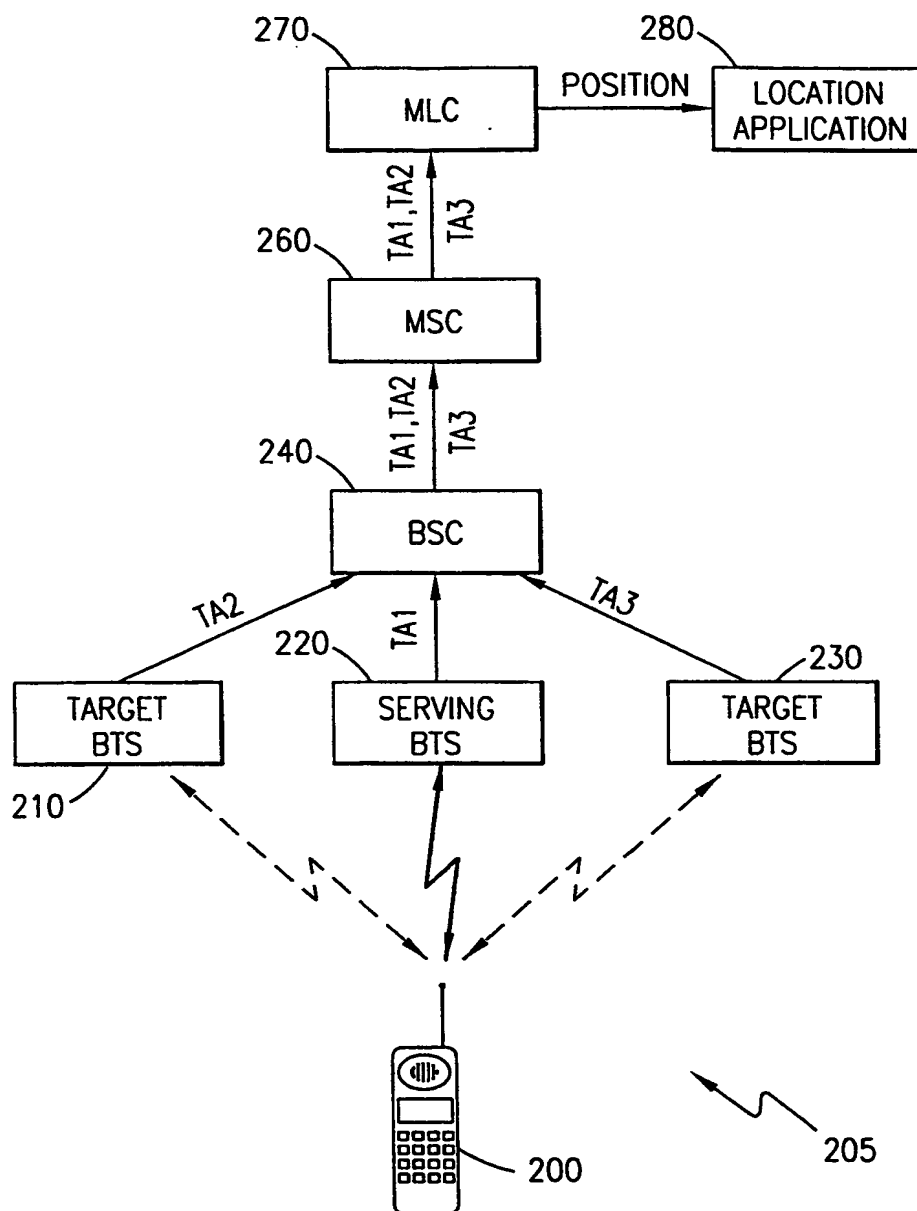 270
280
MLC
POSITION
LOCATION
APPLICATION
TA1,TA2
TA3
260
MSC
TA1,TA2
TA3
240
BSC
TA2
TA1
TA3
220
230
TARGET
BTS
SERVING
BTS
TARGET
BTS
210
205
200